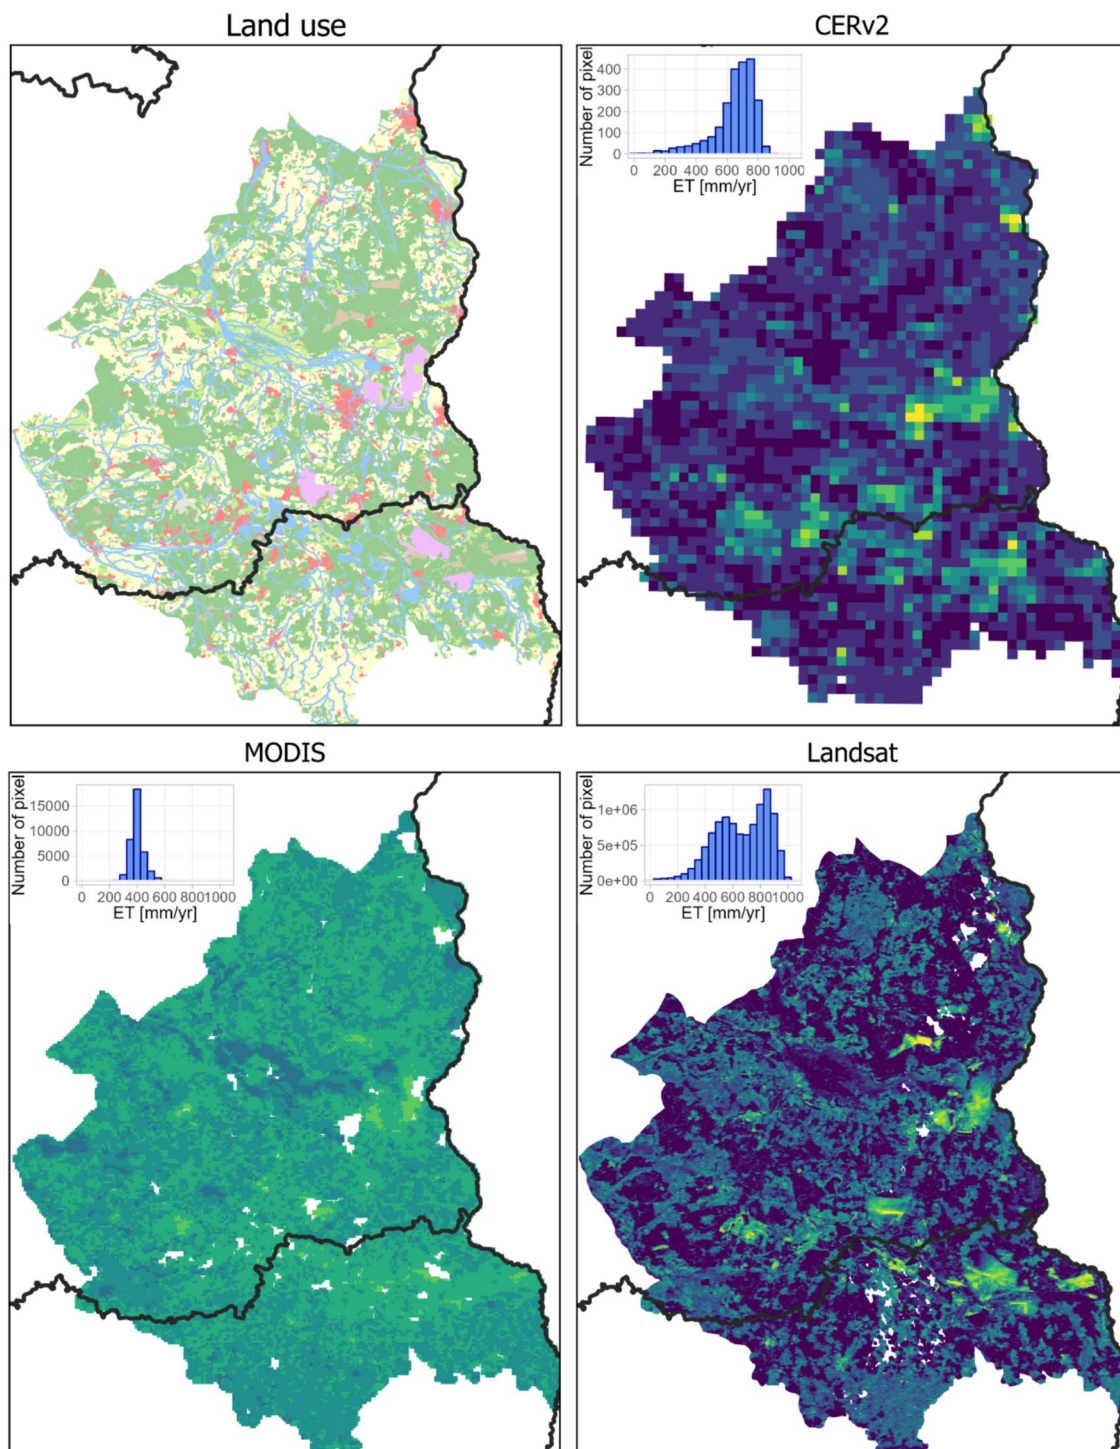 Land use
CERv2
Number of pixel
400
300
200
100
0
0 200 400 600 800 1000
ET [mm/yr]
MODIS
Number of pixel
15000
10000
5000
0
0 200 400 600 8001000
ET [mm/yr]
Landsat
Number of pixel
1e+06
5e+05
0e+00
0 200 400 600 8001000
ET [mm/yr]